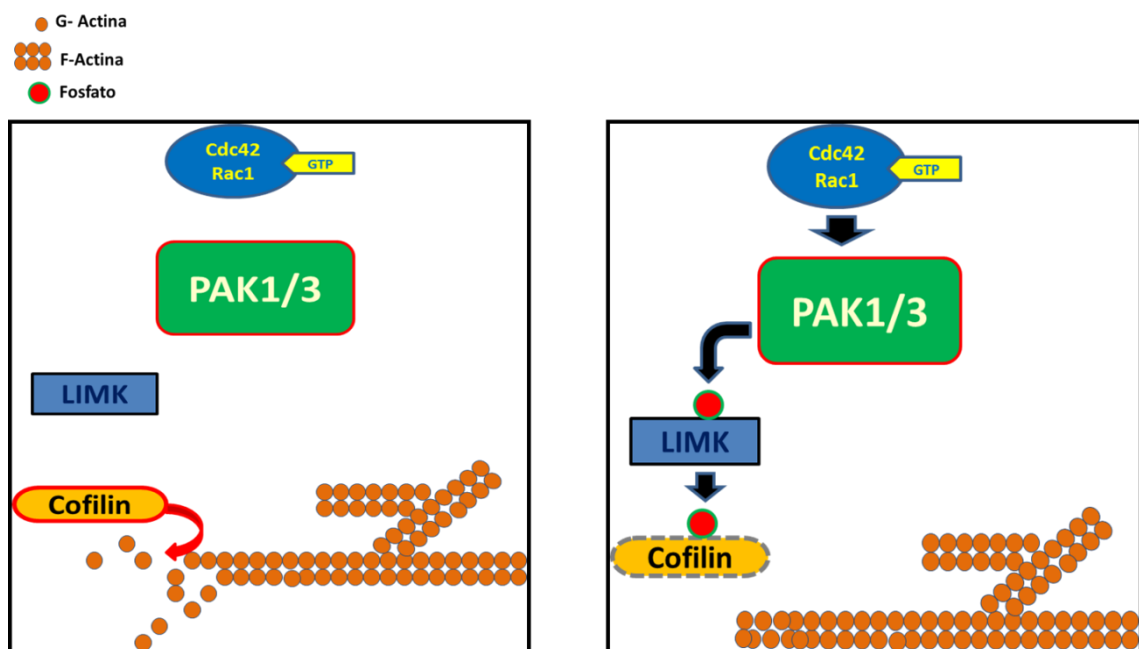 G- Actina
F-Actina
Fosfato
Cdc42
Rac1
GTP
PAK1/3
LIMK
Cofilin
Cdc42
Rac1
GTP
PAK1/3
LIMK
Cofilin